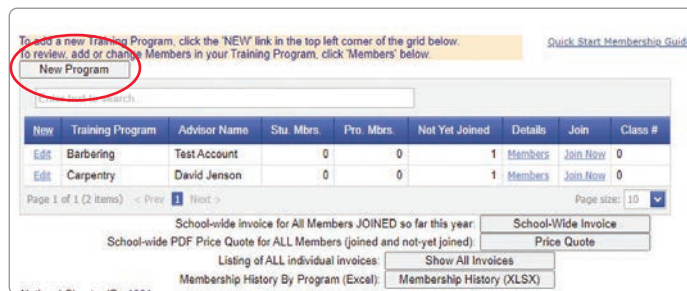 To add a new Training Program, click the 'NEW' link in the top left corner of the grid below.
Quick Start Membership Guid
To review, add or change Members in your Training Program, click 'Members' below.
New Program
Enter text to search...
New Training Program Advisor Name Stu. Mbrs. Pro. Mbrs. Not Yet Joined Details Join Class #
Edit Barbering Test Account 0 0 1 Members Join Now 0
Edit Carpentry David Jenson 0 0 1 Members Join Now 0
Page 1 of 1 (2 items) < Prev 1 Next > Page size: 10
School-wide invoice for All Members JOINED so far this year: School-Wide Invoice
School-wide PDF Price Quote for ALL Members (joined and not-yet joined): Price Quote
Listing of ALL individual invoices: Show All Invoices
Membership History By Program (Excel): Membership History (XLSX)